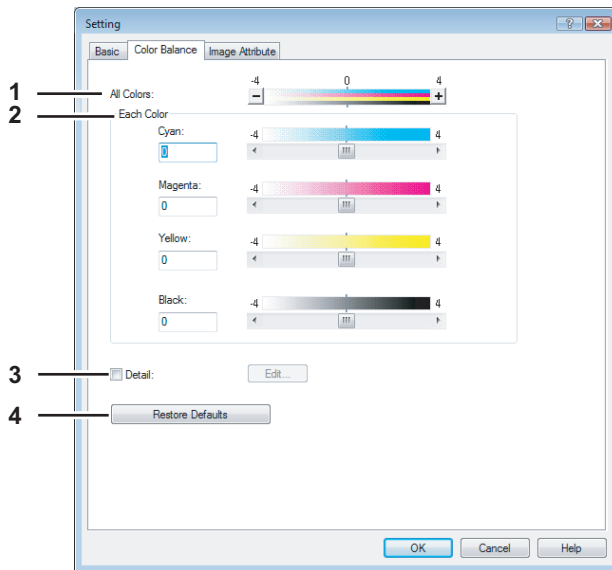 Setting
Basic Color Balance Image Attribute
-4 0 4
1 All Colors: − +
2 Each Color
Cyan: -4 4
0
Magenta: -4 4
0
Yellow: -4 4
0
Black: -4 4
0
3 Detail: Edit...
4 Restore Defaults
OK Cancel Help